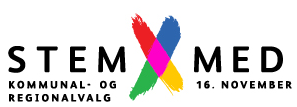 STEM X MED
KOMMUNAL- OG
REGIONALVALG
16. NOVEMBER